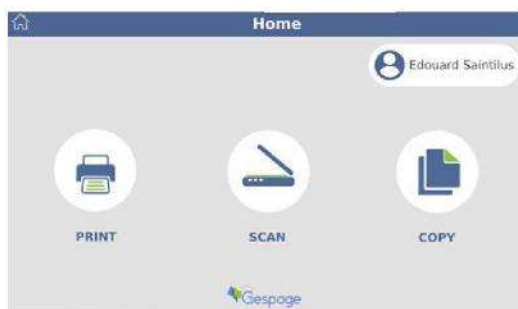 Home
Edouard Saintilus
PRINT
SCAN
COPY
Gespage